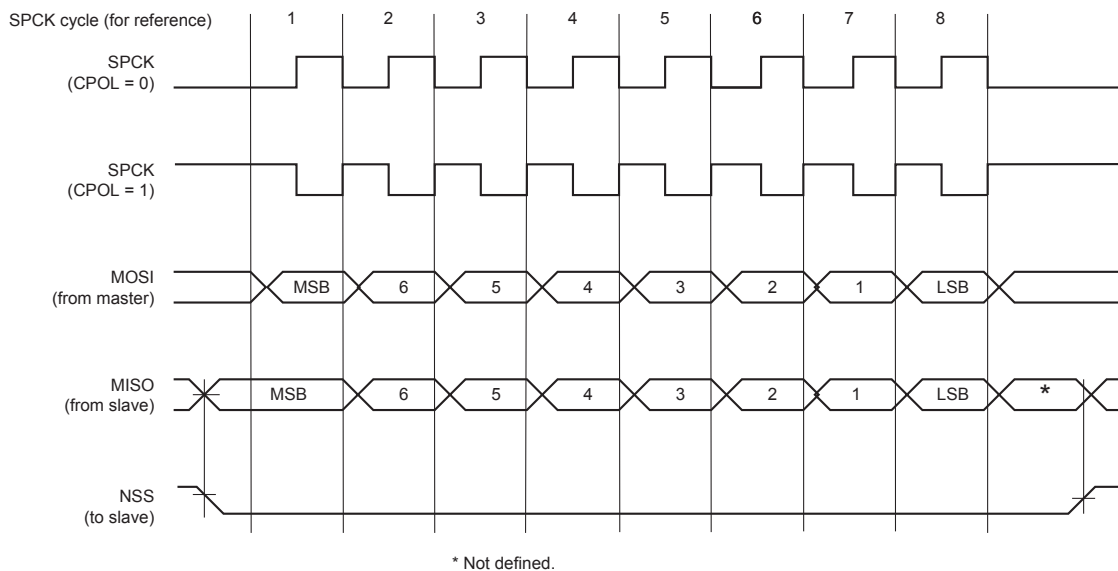 SPCK cycle (for reference) 1 2 3 4 5 6 7 8
SPCK
(CPOL = 0)
SPCK
(CPOL = 1)
MOSI
(from master)
MSB 6 5 4 3 2 1 LSB
MISO
(from slave)
MSB 6 5 4 3 2 1 LSB *
NSS
(to slave)
* Not defined.